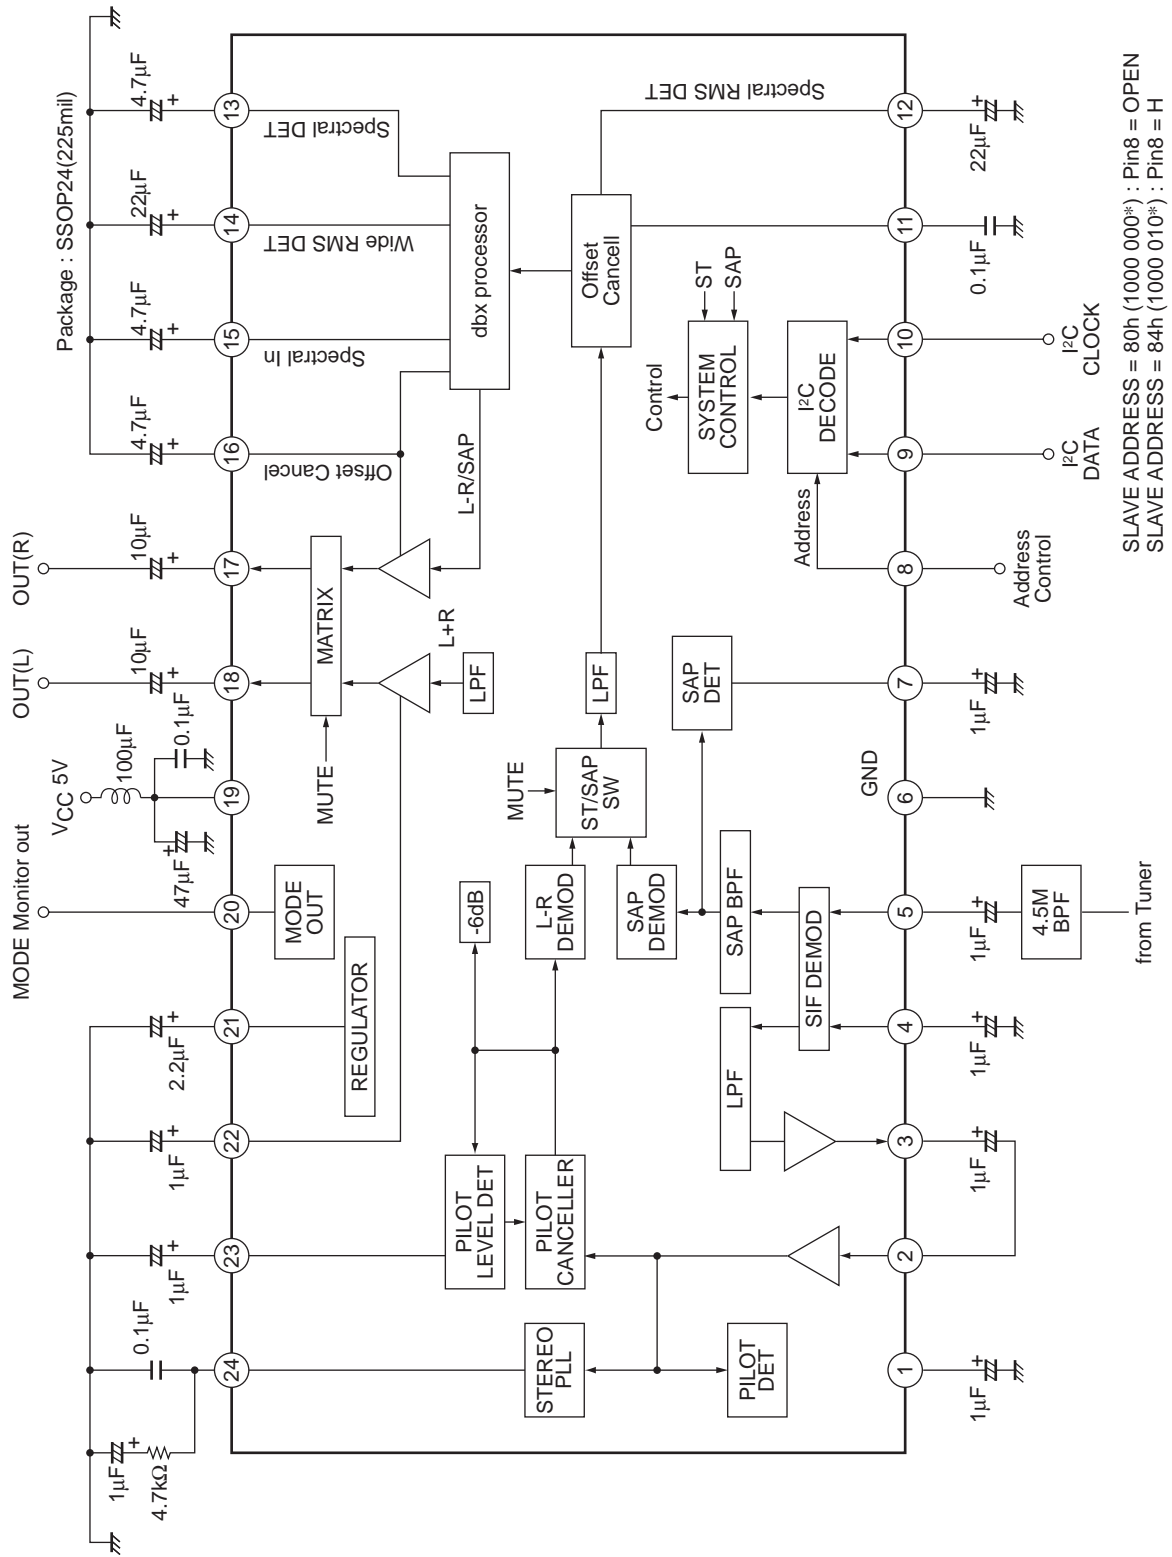 Package : SSOP24(225mil)
MODE Monitor out
VCC 5V
OUT(L)
OUT(R)
1µF
4.7kΩ
0.1µF
1µF
1µF
2.2µF
47µF
100µF
0.1µF
10µF
10µF
4.7µF
4.7µF
22µF
4.7µF
24
23
22
21
20
19
18
17
16
15
14
13
Offset Cancel
Spectral In
Wide RMS DET
Spectral DET
REGULATOR
MODE
OUT
MUTE
MATRIX
L+R
LPF
L-R/SAP
dbx processor
PILOT
LEVEL DET
-6dB
STEREO
PLL
PILOT
CANCELLER
L-R
DEMOD
MUTE
ST/SAP
SW
LPF
Offset
Cancell
Spectral RMS DET
SAP
DEMOD
SAP
DET
Control
SYSTEM
CONTROL
ST
SAP
PILOT
DET
LPF
SAP BPF
SIF DEMOD
Address
I²C
DECODE
GND
1
2
3
4
5
6
7
8
9
10
11
12
1µF
1µF
1µF
1µF
1µF
0.1µF
22µF
4.5M
BPF
from Tuner
Address
Control
I²C
DATA
I²C
CLOCK
SLAVE ADDRESS = 80h (1000 000*) : Pin8 = OPEN
SLAVE ADDRESS = 84h (1000 010*) : Pin8 = H